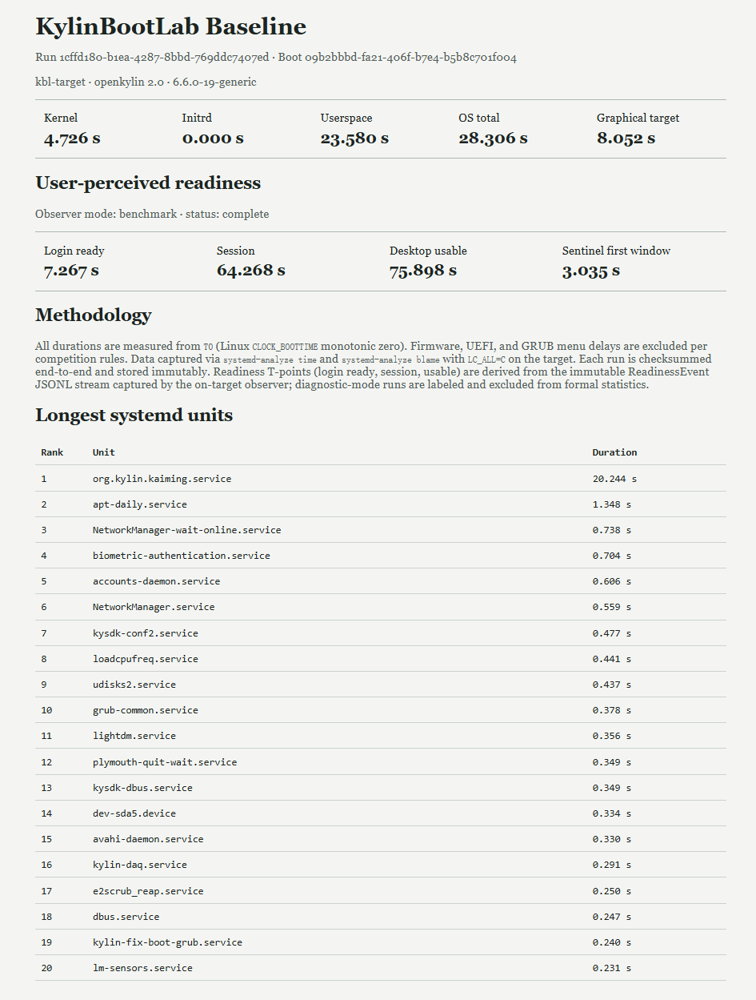 KylinBootLab Baseline
Run 1cffd180-b1ea-4287-8bbd-769ddc7407ed · Boot 09b2bbbd-fa21-406f-b7e4-b5b8c701f004
kbl-target · openkylin 2.0 · 6.6.0-19-generic
Kernel Initrd Userspace OS total Graphical target
4.726 s 0.000 s 23.580 s 28.306 s 8.052 s
User-perceived readiness
Observer mode: benchmark · status: complete
Login ready Session Desktop usable Sentinel first window
7.267 s 64.268 s 75.898 s 3.035 s
Methodology
All durations are measured from T0 (Linux CLOCK_BOOTTIME monotonic zero). Firmware, UEFI, and GRUB menu delays are excluded per
competition rules. Data captured via systemd-analyze time and systemd-analyze blame with LC_ALL=C on the target. Each run is checksummed
end-to-end and stored immutably. Readiness T-points (login ready, session, usable) are derived from the immutable ReadinessEvent
JSONL stream captured by the on-target observer; diagnostic-mode runs are labeled and excluded from formal statistics.
Longest systemd units
Rank Unit Duration
1 org.kylin.kaiming.service 20.244 s
2 apt-daily.service 1.348 s
3 NetworkManager-wait-online.service 0.738 s
4 biometric-authentication.service 0.704 s
5 accounts-daemon.service 0.606 s
6 NetworkManager.service 0.559 s
7 kysdk-conf2.service 0.477 s
8 loadcpufreq.service 0.441 s
9 udisks2.service 0.437 s
10 grub-common.service 0.378 s
11 lightdm.service 0.356 s
12 plymouth-quit-wait.service 0.349 s
13 kysdk-dbus.service 0.349 s
14 dev-sda5.device 0.334 s
15 avahi-daemon.service 0.330 s
16 kylin-daq.service 0.291 s
17 e2scrub_reap.service 0.250 s
18 dbus.service 0.247 s
19 kylin-fix-boot-grub.service 0.240 s
20 lm-sensors.service 0.231 s